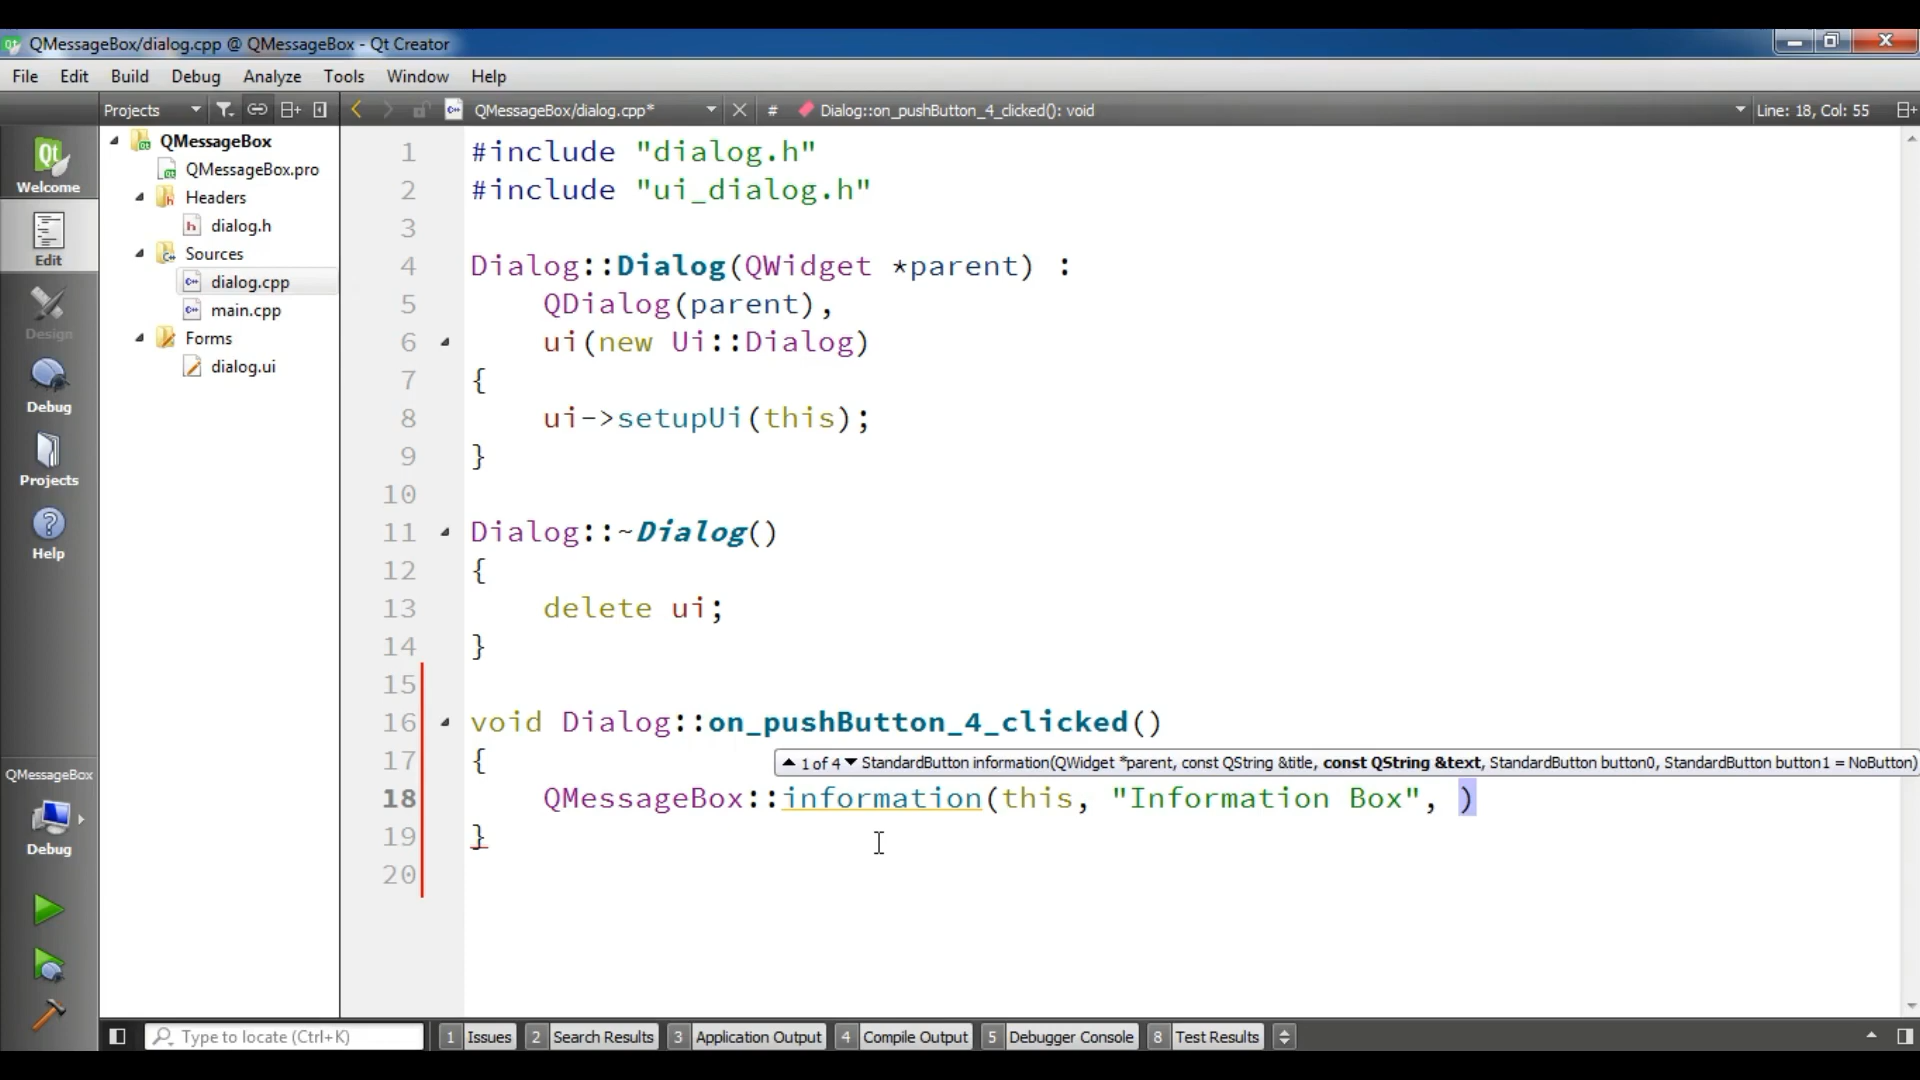 QMessageBox/dialog.cpp @ QMessageBox - Qt Creator
File Edit Build Debug Analyze Tools Window Help
Projects QMessageBox/dialog.cpp* # Dialog::on_pushButton_4_clicked(): void Line: 18, Col: 55
Welcome
Edit
Design
Debug
Projects
Help
QMessageBox
Debug
QMessageBox
QMessageBox.pro
Headers
dialog.h
Sources
dialog.cpp
main.cpp
Forms
dialog.ui
1 #include "dialog.h"
2 #include "ui_dialog.h"
3
4 Dialog::Dialog(QWidget *parent) :
5 QDialog(parent),
6 ui(new Ui::Dialog)
7 {
8 ui->setupUi(this);
9 }
10
11 Dialog::~Dialog()
12 {
13 delete ui;
14 }
15
16 void Dialog::on_pushButton_4_clicked()
17 {
1 of 4 StandardButton information(QWidget *parent, const QString &title, const QString &text, StandardButton button0, StandardButton button1 = NoButton)
18 QMessageBox::information(this, "Information Box", )
19 }
20
Type to locate (Ctrl+K) 1 Issues 2 Search Results 3 Application Output 4 Compile Output 5 Debugger Console 8 Test Results